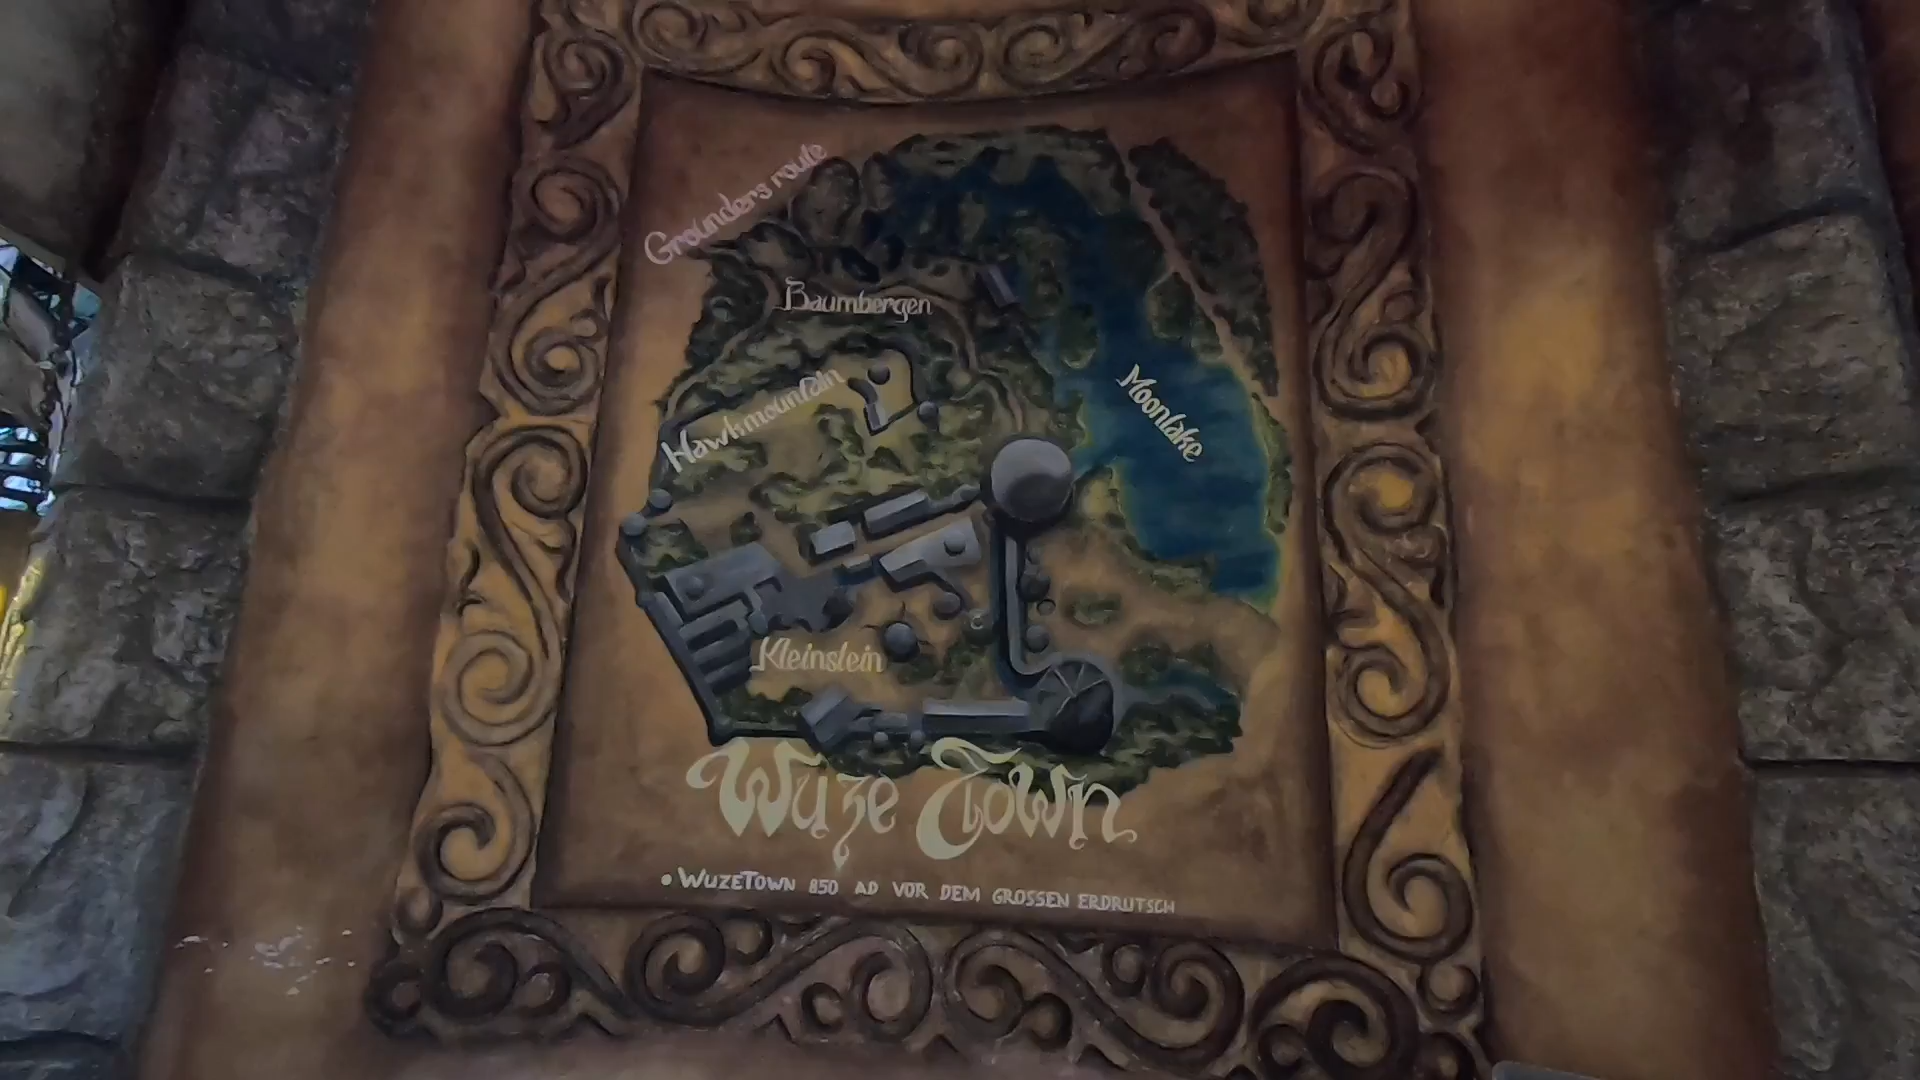 Grounders route
Baumbergen
Hawkmountain
Moonlake
Kleinstein
Wuze Town
• WUZETOWN 850 AD VOR DEM GROSSEN ERDRUTSCH